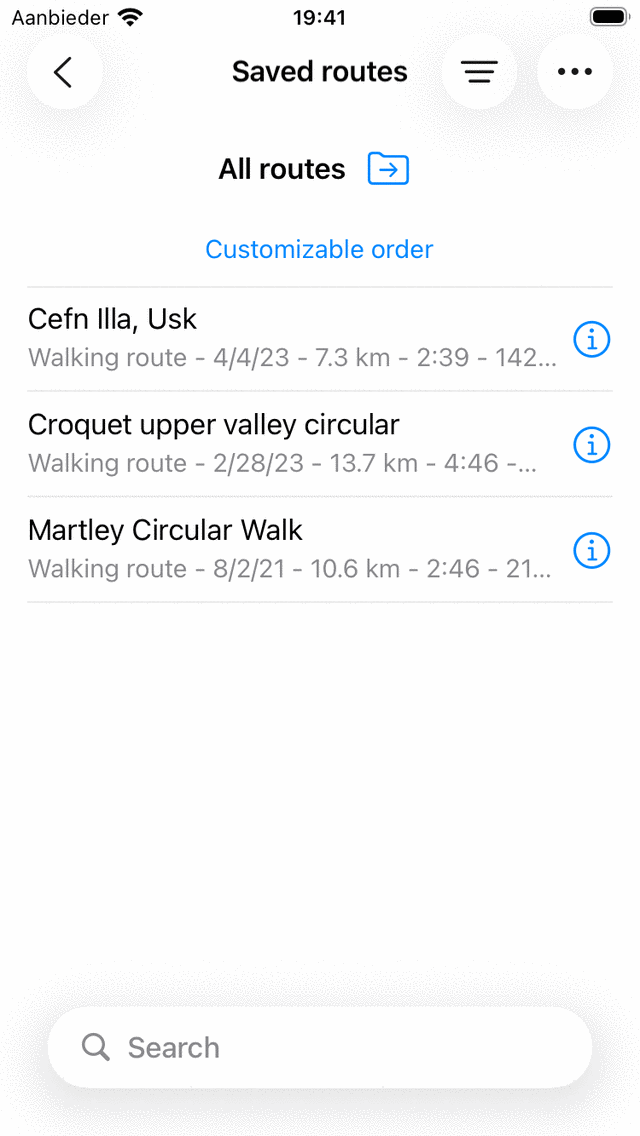 Aanbieder 19:41
Saved routes
All routes
Customizable order
Cefn Illa, Usk
Walking route - 4/4/23 - 7.3 km - 2:39 - 142...
Croquet upper valley circular
Walking route - 2/28/23 - 13.7 km - 4:46 -...
Martley Circular Walk
Walking route - 8/2/21 - 10.6 km - 2:46 - 21...
Search